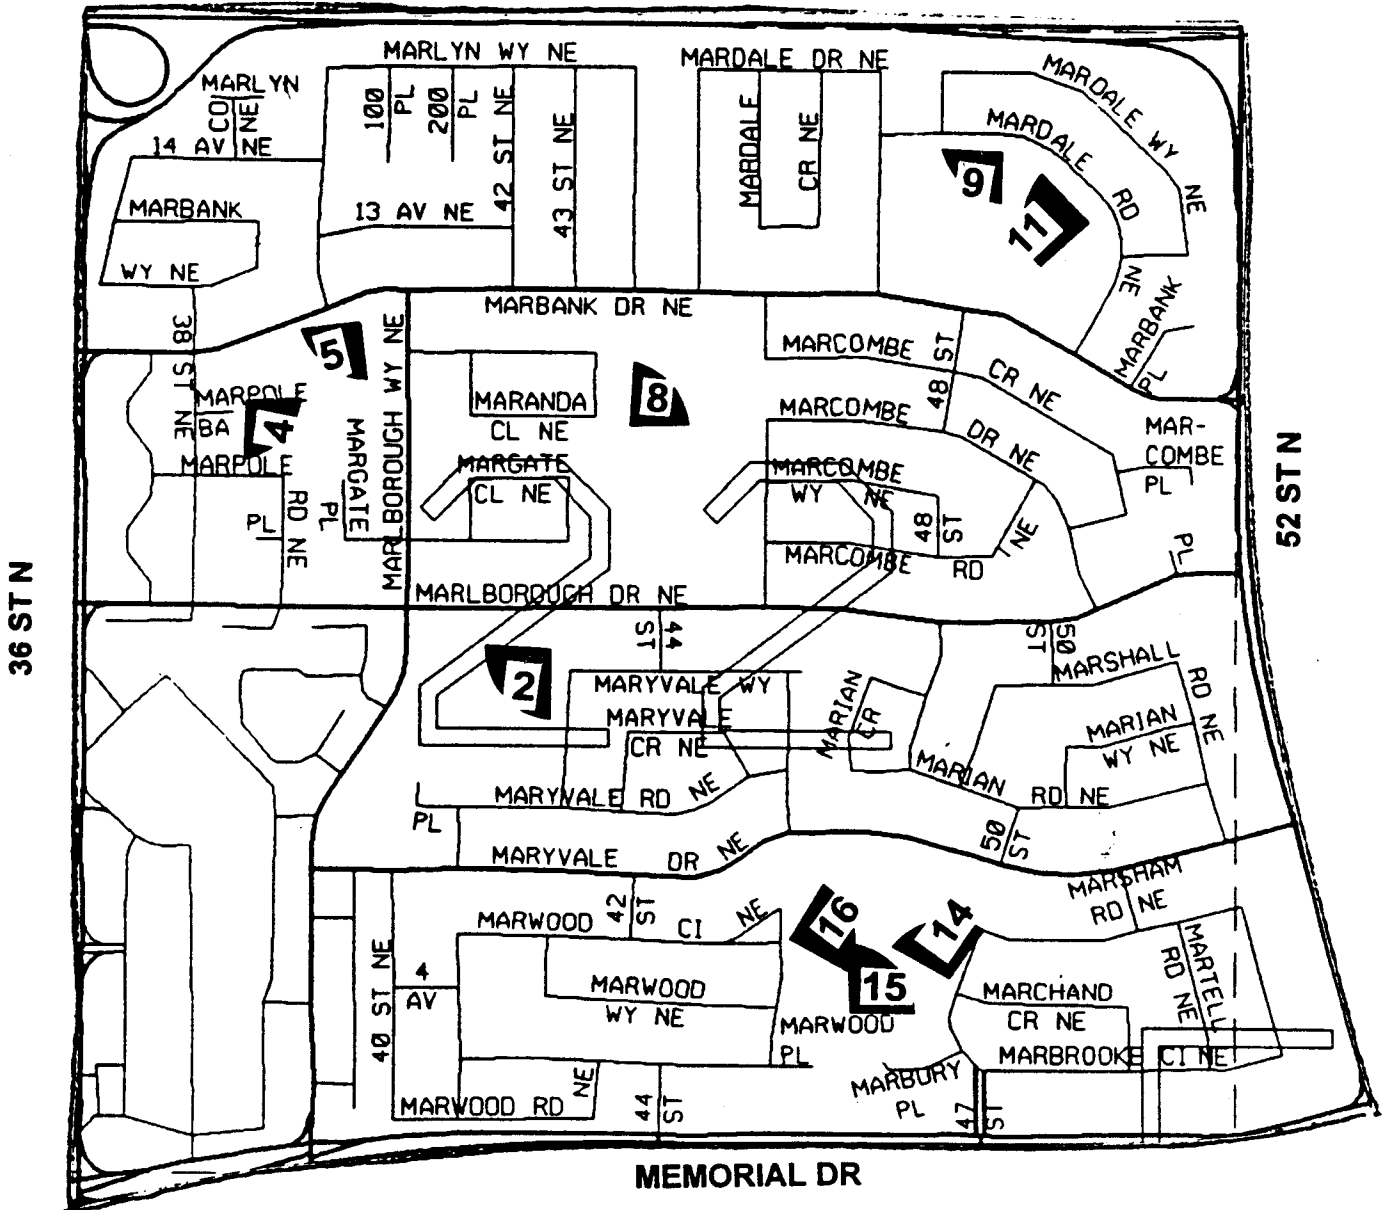 MARLYN WY NE
MARDALE DR NE
MARDALE WY
NE
MARLYN
CO
NE
100
PL
200
PL
42 ST NE
43 ST NE
MARDALE
CR NE
MARDALE
RD
NE
14 AV NE
9
11
MARBANK
WY NE
13 AV NE
MARBANK DR NE
MARBANK
PL
38 ST NE
5
MARLBOROUGH WY NE
MARCOMBE
48 ST
CR NE
MARPOLE
BA
4
MARANDA
CL NE
8
MARCOMBE
DR NE
MAR-
COMBE
PL
52 ST N
MARPOLE
PL
RD NE
MARGATE
PL
MARGATE
CL NE
MARCOMBE
WY NE
48
ST
NE
MARCOMBE
RD
PL
36 ST N
MARLBOROUGH DR NE
44
ST
50
ST
2
MARYVALE WY
MARYVALE
CR NE
MARIAN
CR
MARSHALL
RD NE
MARIAN
WY NE
MARYVALE RD NE
PL
MARIAN
RD NE
50
ST
MARYVALE DR NE
MARSHAM
RD NE
16
14
15
MARWOOD
42
ST
CI NE
40 ST NE
4
AV
MARWOOD
WY NE
MARWOOD
PL
MARCHAND
CR NE
MARTELL
RD NE
MARBROOKE CI NE
MARBURY
PL
MARWOOD RD
NE
44
ST
47
ST
MEMORIAL DR